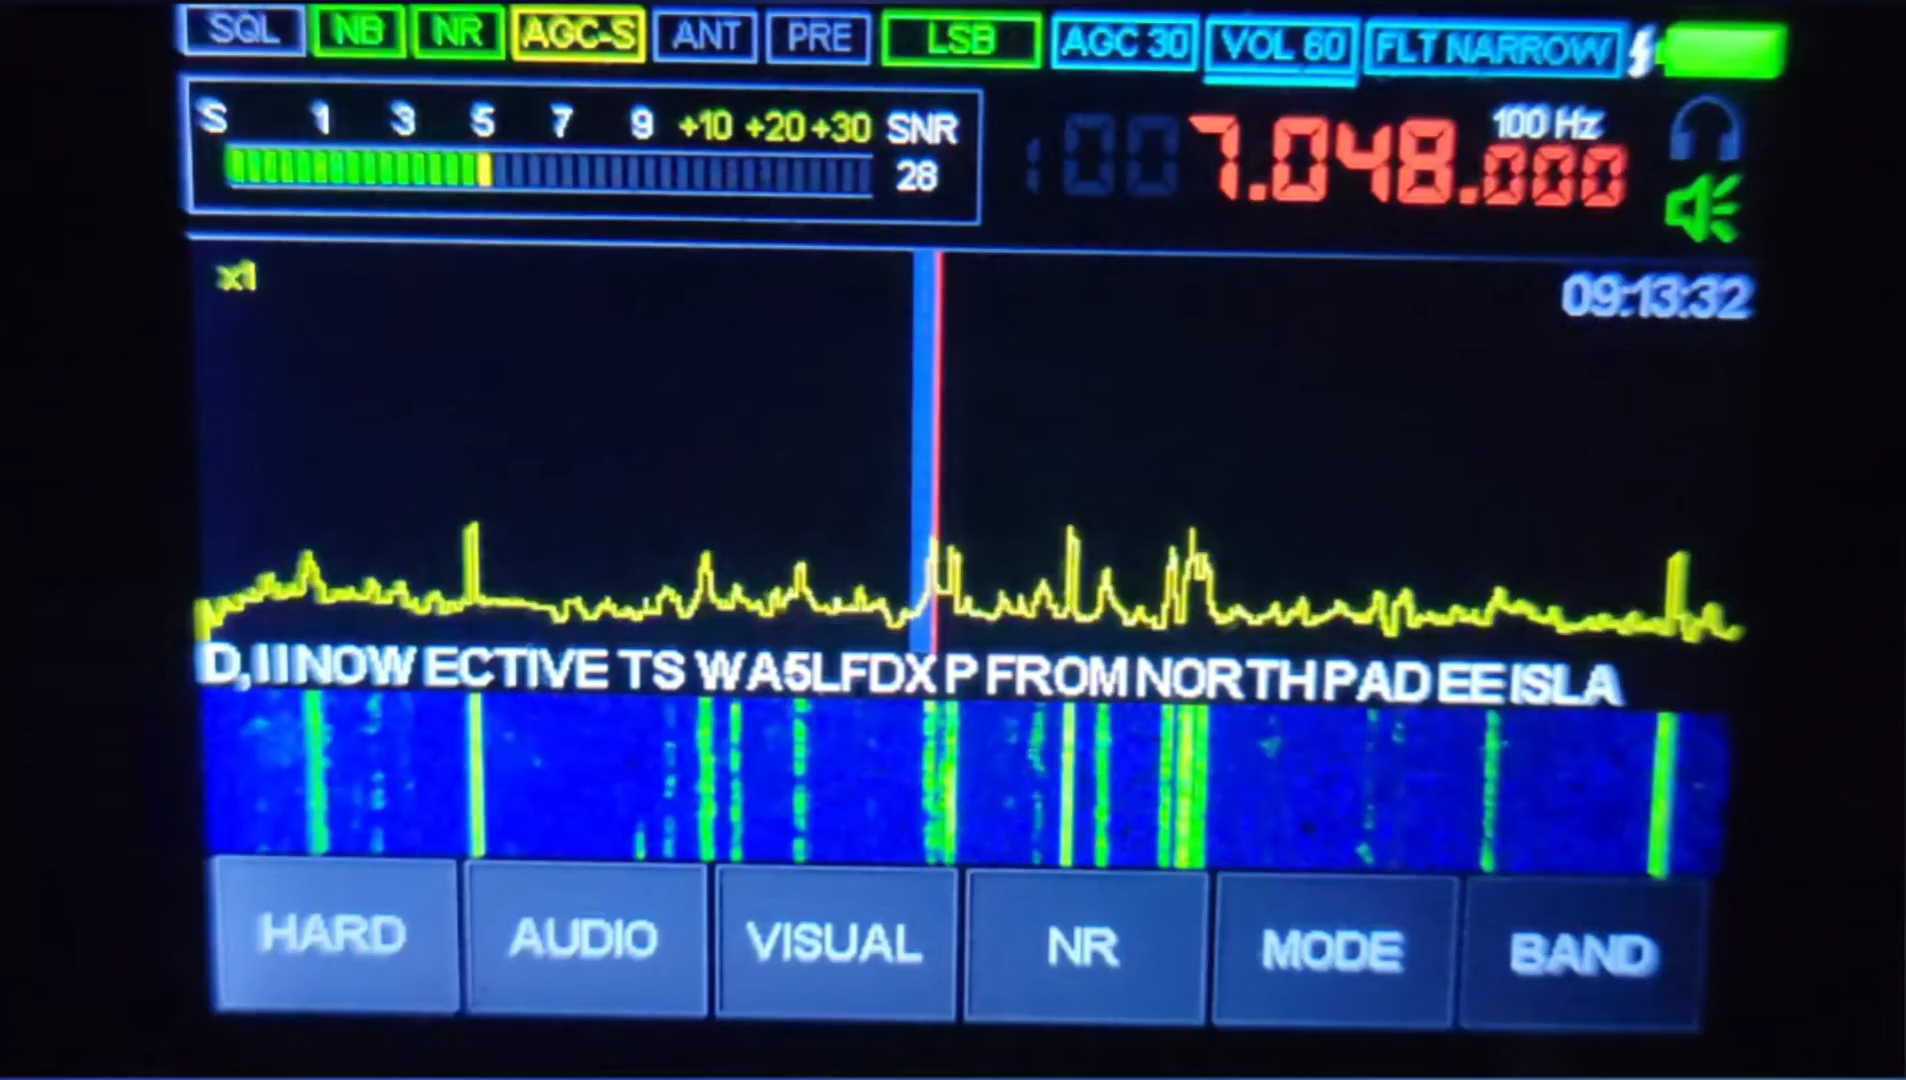 SQL NB NR AGC-S ANT PRE LSB AGC 30 VOL 60 FLT NARROW
S 1 3 5 7 9 +10 +20 +30 SNR
28
100 Hz
100 7.048.000
x1
09:13:32
D,IINOW ECTIVE TS WA5LFDX P FROM NORTH PAD EE ISLA
HARD AUDIO VISUAL NR MODE BAND